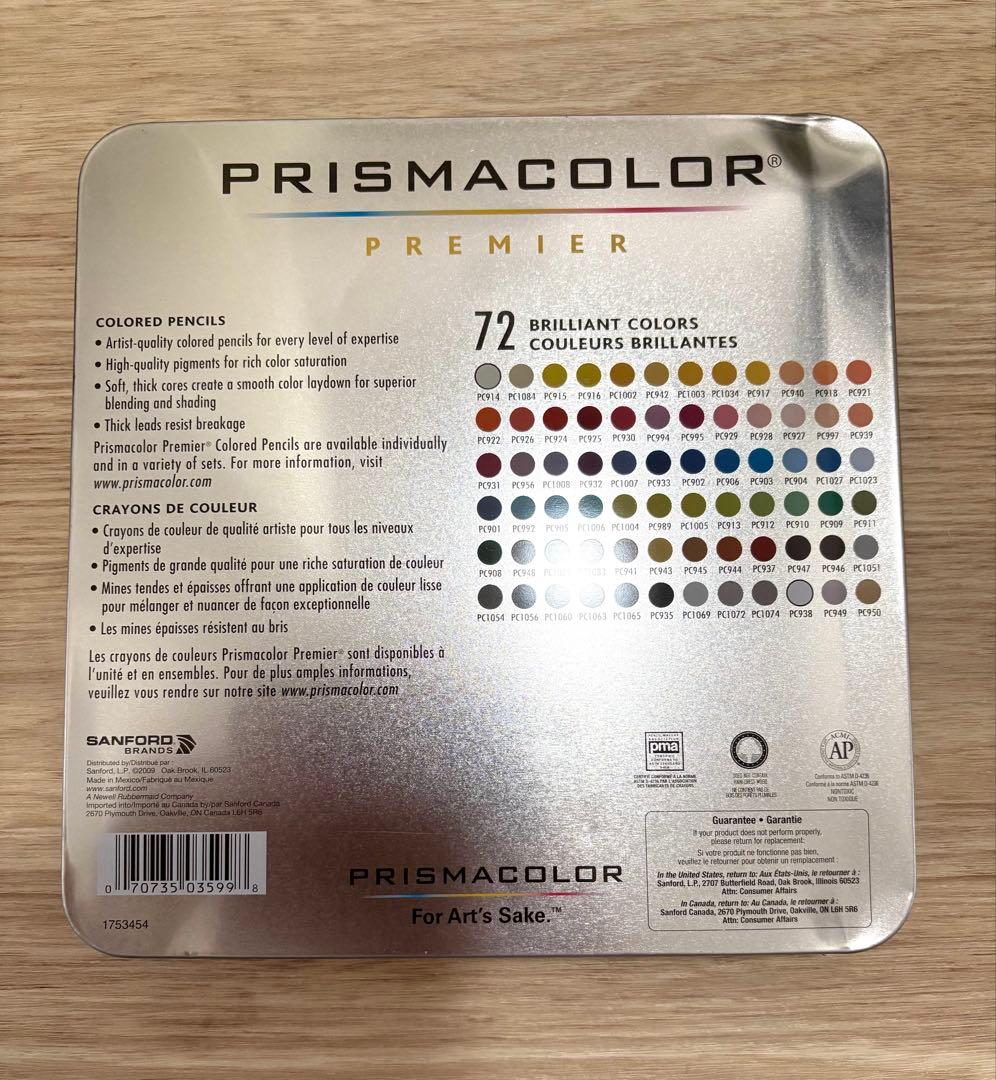 PRISMACOLOR®
PREMIER
COLORED PENCILS
• Artist-quality colored pencils for every level of expertise
• High-quality pigments for rich color saturation
• Soft, thick cores create a smooth color laydown for superior
blending and shading
• Thick leads resist breakage
Prismacolor Premier® Colored Pencils are available individually
and in a variety of sets. For more information, visit
www.prismacolor.com
CRAYONS DE COULEUR
• Crayons de couleur de qualité artiste pour tous les niveaux
d'expertise
• Pigments de grande qualité pour une riche saturation de couleur
• Mines tendes et épaisses offrant une application de couleur lisse
pour mélanger et nuancer de façon exceptionnelle
• Les mines épaisses résistent au bris
Les crayons de couleurs Prismacolor Premier® sont disponibles à
l'unité et en ensembles. Pour de plus amples informations,
veuillez vous rendre sur notre site www.prismacolor.com
72 BRILLIANT COLORS
COULEURS BRILLANTES
PC914 PC1084 PC915 PC916 PC1002 PC942 PC1003 PC1034 PC917 PC940 PC918 PC921
PC922 PC926 PC924 PC925 PC930 PC994 PC995 PC929 PC928 PC927 PC997 PC939
PC931 PC956 PC1008 PC932 PC1007 PC933 PC902 PC906 PC903 PC904 PC1027 PC1023
PC901 PC992 PC905 PC1006 PC1004 PC989 PC1005 PC913 PC912 PC910 PC909 PC911
PC908 PC948 PC941 PC943 PC945 PC944 PC937 PC947 PC946 PC1051
PC1054 PC1056 PC1060 PC1063 PC1065 PC935 PC1069 PC1072 PC1074 PC938 PC949 PC950
SANFORD
BRANDS
Distributed by/Distribué par :
Sanford, L.P. ©2009 Oak Brook, IL 60523
Made in Mexico/Fabriqué au Mexique
www.sanford.com
A Newell Rubbermaid Company
Imported into/Importé au Canada by/par Sanford Canada
2670 Plymouth Drive, Oakville, ON Canada L6H 5R6
0 70735 03599 8
1753454
PRISMACOLOR
For Art's Sake.™
pma
ACMI
AP
Conforms to ASTM D-4236
Conforme à la norme ASTM D-4236
NONTOXIC
NON TOXIQUE
Guarantee • Garantie
If your product does not perform properly,
please return for replacement:
Si votre produit ne fonctionne pas bien,
veuillez le retourner pour obtenir un remplacement :
In the United States, return to: Aux États-Unis, le retourner à :
Sanford, L.P., 2707 Butterfield Road, Oak Brook, Illinois 60523
Attn: Consumer Affairs
In Canada, return to: Au Canada, le retourner à :
Sanford Canada, 2670 Plymouth Drive, Oakville, ON L6H 5R6
Attn: Consumer Affairs